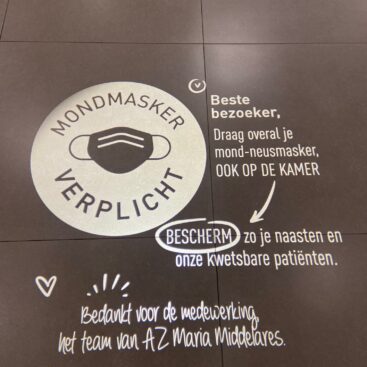 MONDMASKER
VERPLICHT
Beste
bezoeker,
Draag overal je
mond-neusmasker,
OOK OP DE KAMER
BESCHERM zo je naasten en
onze kwetsbare patiënten.
Bedankt voor de medewerking,
het team van AZ Maria Middelares.